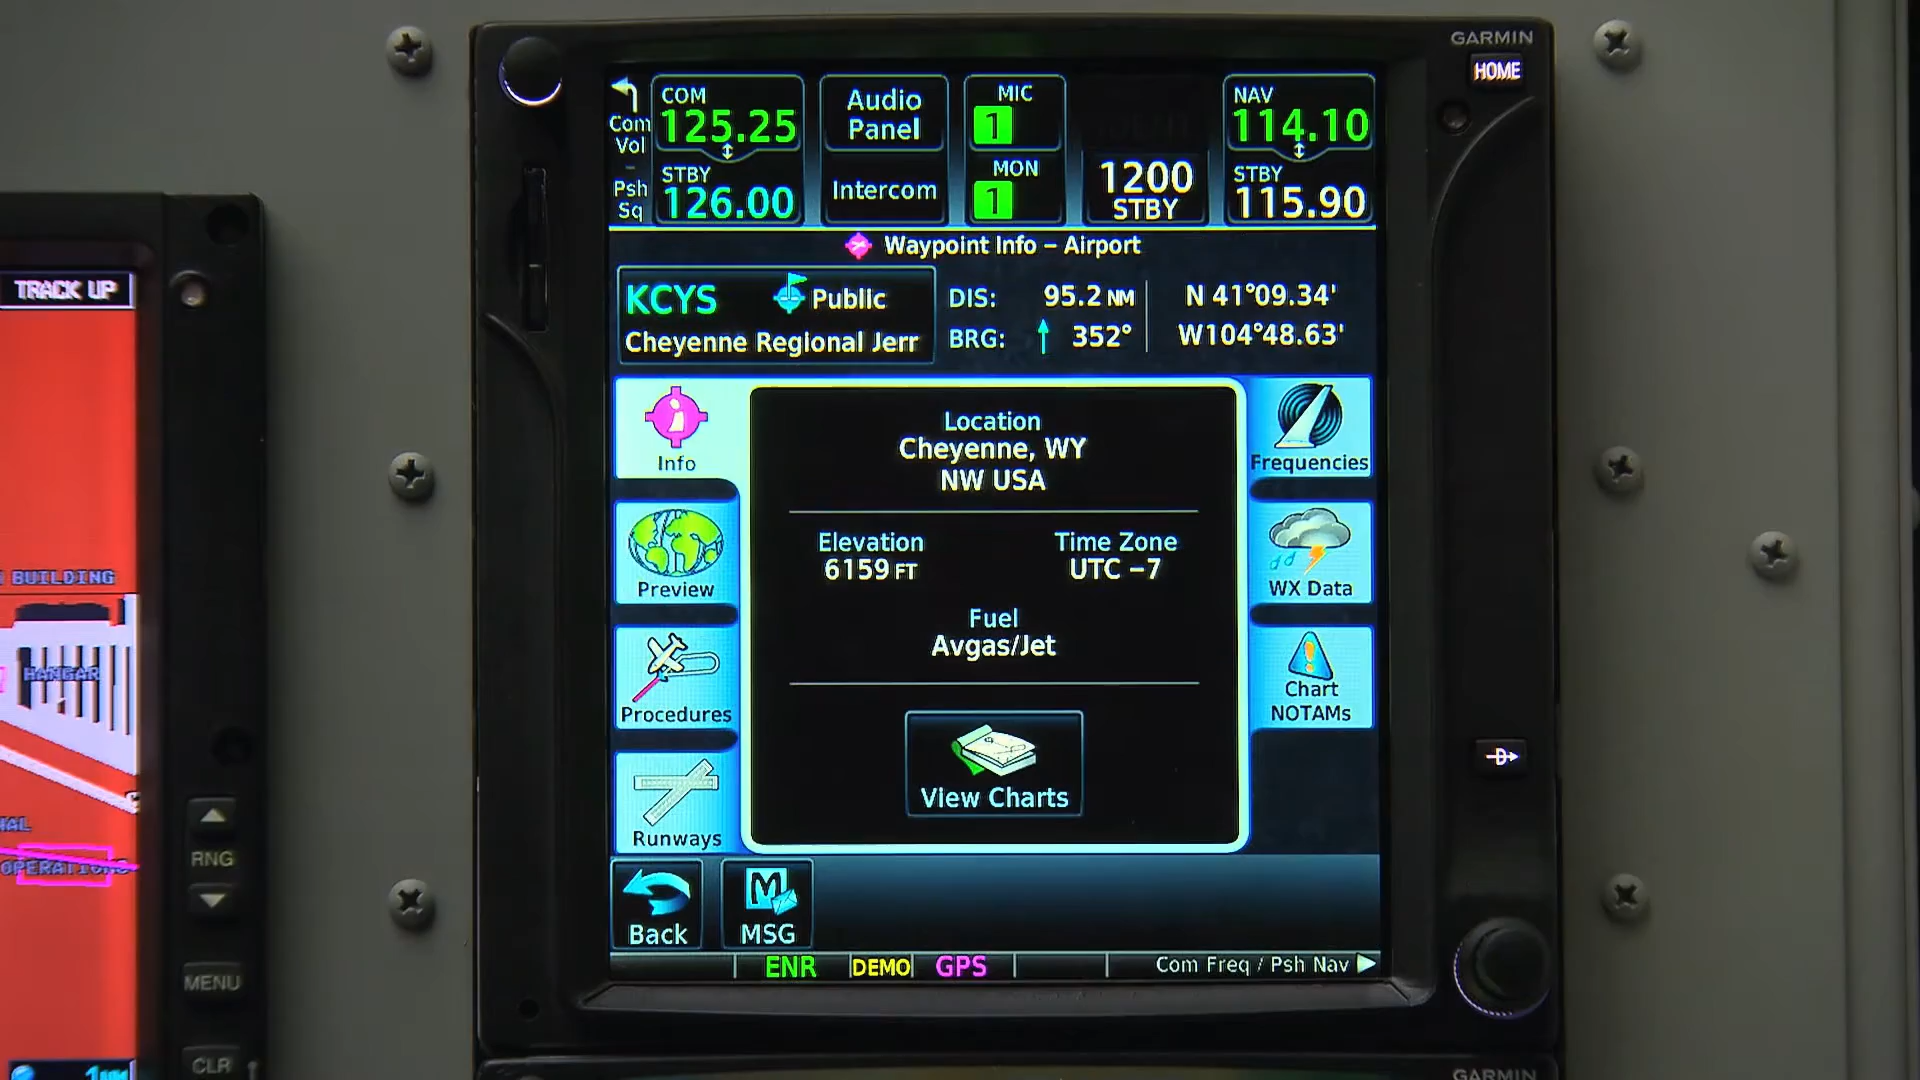 GARMIN
HOME
Com
Vol
Psh
Sq
COM
125.25
STBY
126.00
Audio
Panel
Intercom
MIC
1
MON
1
1200
STBY
NAV
114.10
STBY
115.90
Waypoint Info – Airport
KCYS Public
Cheyenne Regional Jerr
DIS: 95.2 NM
BRG: 352°
N 41°09.34'
W104°48.63'
Info
Preview
Procedures
Runways
Location
Cheyenne, WY
NW USA
Elevation
6159 FT
Time Zone
UTC –7
Fuel
Avgas/Jet
View Charts
Frequencies
WX Data
Chart
NOTAMs
Back
MSG
ENR DEMO GPS Com Freq / Psh Nav
D
GARMIN
TRACK UP
BUILDING
HANGAR
NAL
OPERATIONS
RNG
MENU
CLR